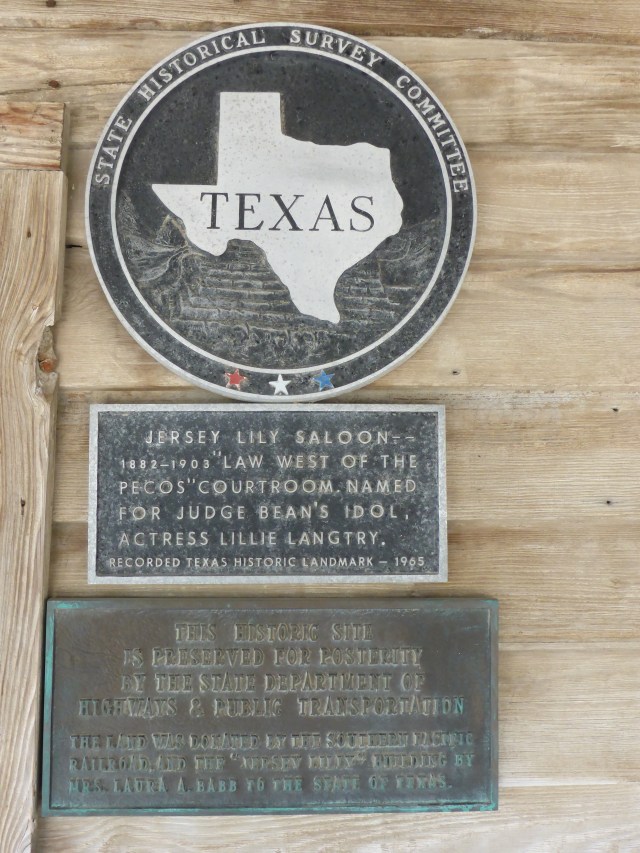 STATE HISTORICAL SURVEY COMMITTEE
TEXAS
JERSEY LILY SALOON--
1882-1903 "LAW WEST OF THE
PECOS" COURTROOM. NAMED
FOR JUDGE BEAN'S IDOL,
ACTRESS LILLIE LANGTRY.
RECORDED TEXAS HISTORIC LANDMARK - 1965
THIS HISTORIC SITE
IS PRESERVED FOR POSTERITY
BY THE STATE DEPARTMENT OF
HIGHWAYS & PUBLIC TRANSPORTATION
THE LAND WAS DONATED BY THE SOUTHERN PACIFIC
RAILROAD, AND THE "JERSEY LILLY" BUILDING BY
MRS. LAURA A. BABB TO THE STATE OF TEXAS.